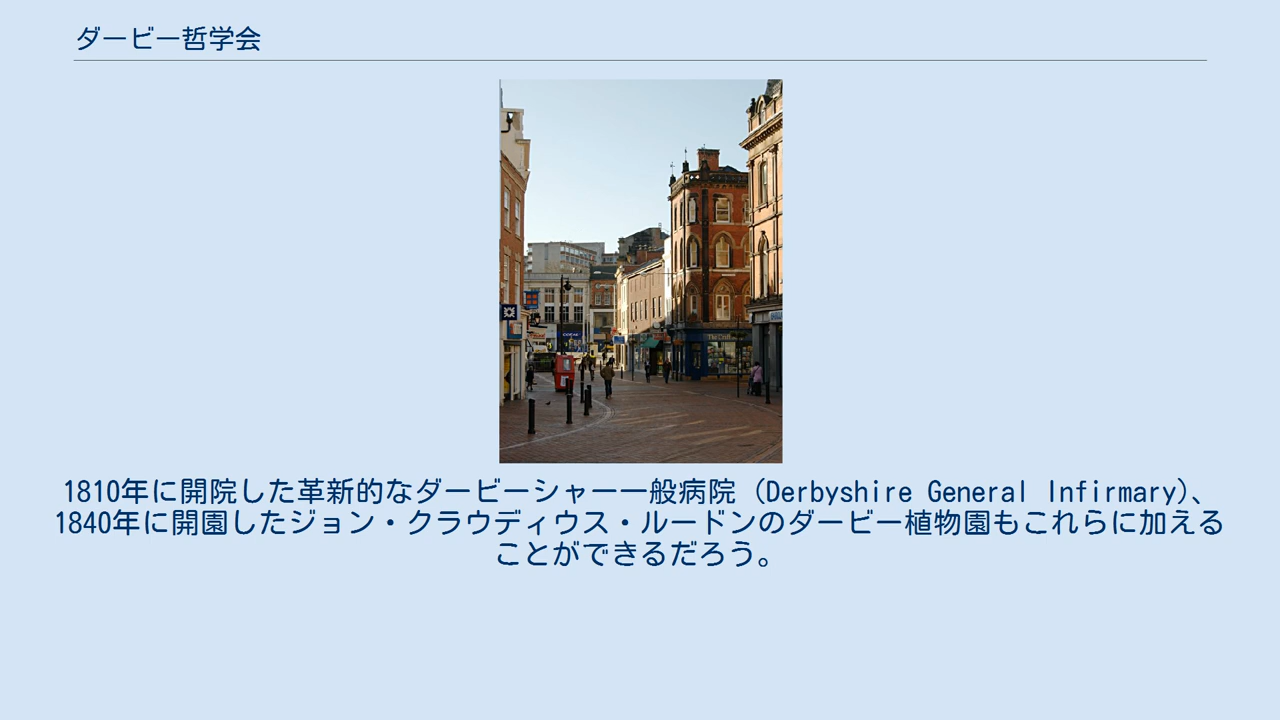 ダービー哲学会
1810年に開院した革新的なダービーシャー一般病院（Derbyshire General Infirmary）、
1840年に開園したジョン・クラウディウス・ルードンのダービー植物園もこれらに加える
ことができるだろう。